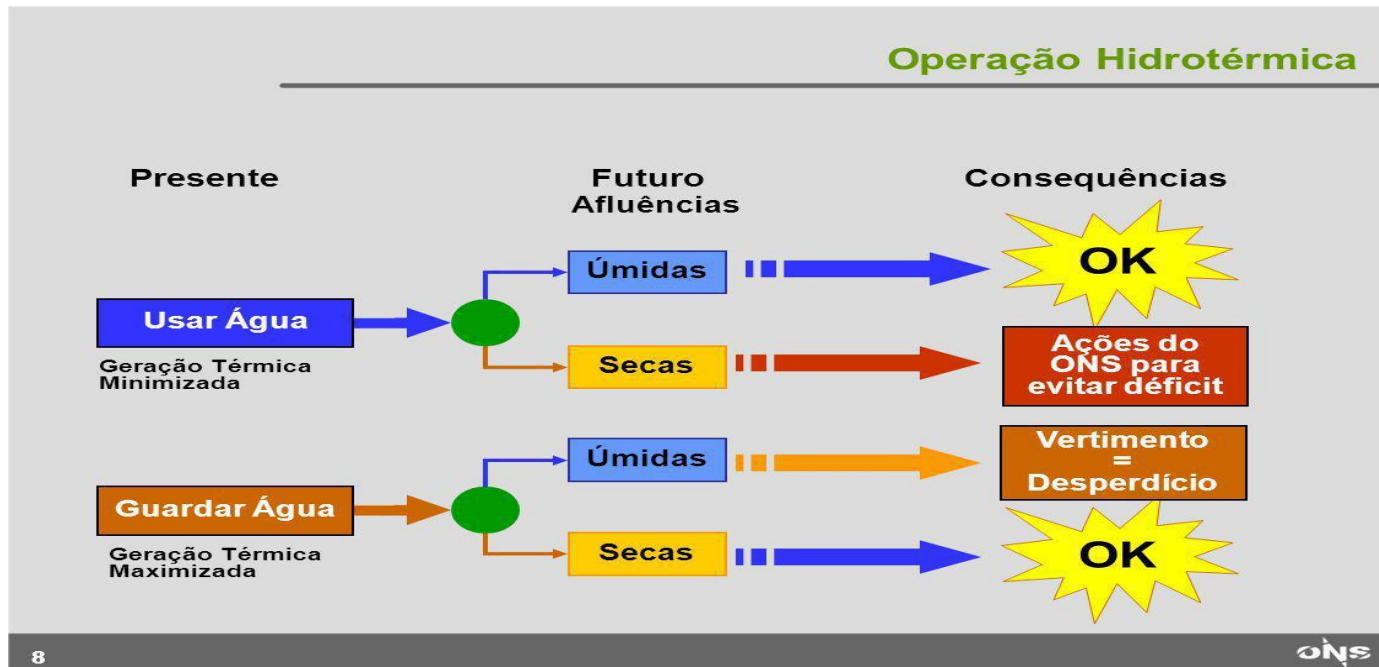 Operação Hidrotérmica
Presente
Futuro
Afluências
Consequências
Usar Água
Geração Térmica
Minimizada
Úmidas
OK
Secas
Ações do
ONS para
evitar déficit
Guardar Água
Geração Térmica
Maximizada
Úmidas
Vertimento
=
Desperdício
Secas
OK
8
ONS